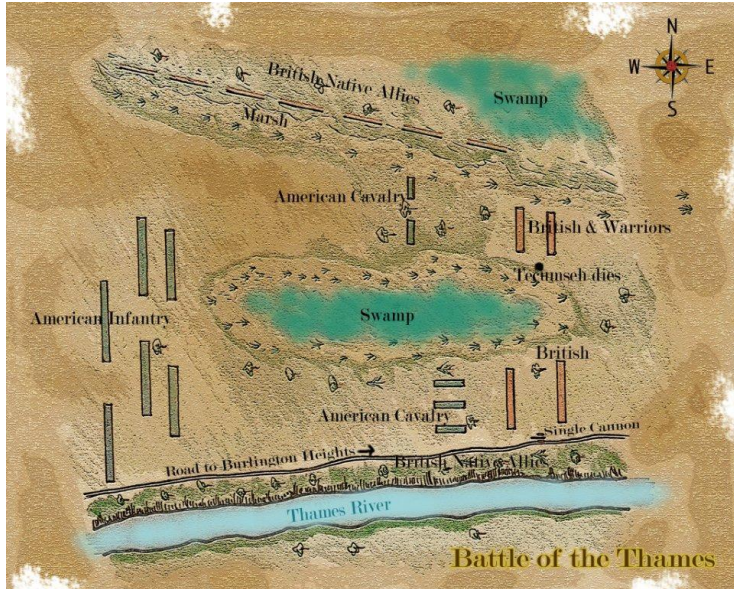 N
W E
S
British Native Allies
Swamp
Marsh
American Cavalry
British & Warriors
Tecumseh dies
American Infantry
Swamp
British
American Cavalry
Single Cannon
Road to Burlington Heights
British Native Allies
Thames River
Battle of the Thames